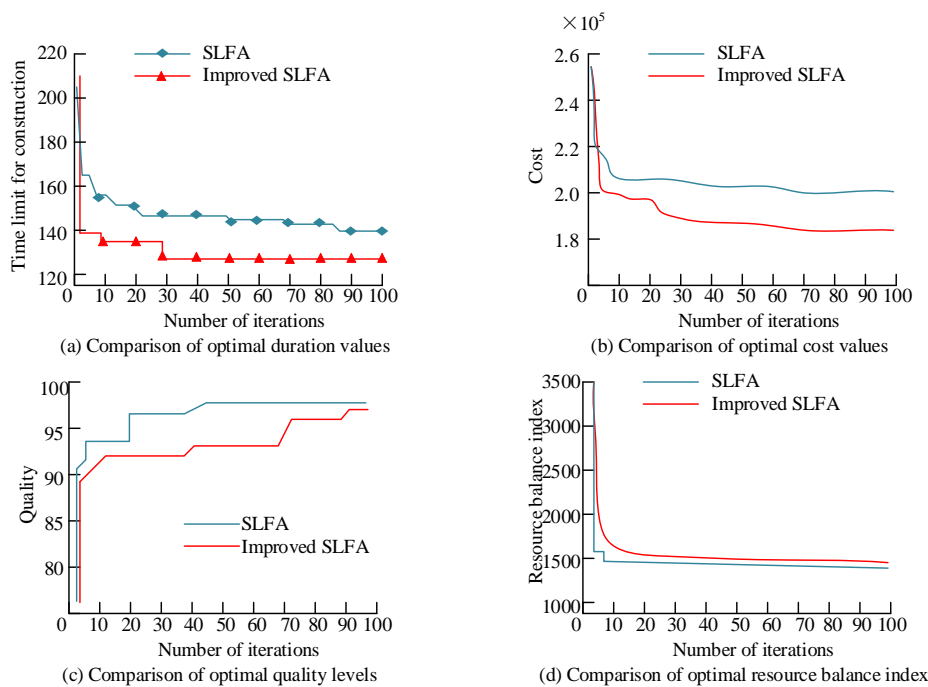 SLFA
Improved SLFA
220
200
180
160
140
120
0 10 20 30 40 50 60 70 80 90 100
Time limit for construction
Number of iterations
(a) Comparison of optimal duration values
×10⁵
SLFA
Improved SLFA
2.6
2.4
2.2
2.0
1.8
0 10 20 30 40 50 60 70 80 90 100
Cost
Number of iterations
(b) Comparison of optimal cost values
100
95
90
85
80
0 10 20 30 40 50 60 70 80 90 100
Quality
SLFA
Improved SLFA
Number of iterations
(c) Comparison of optimal quality levels
SLFA
Improved SLFA
3500
3000
2500
2000
1500
1000
0 10 20 30 40 50 60 70 80 90 100
Resource balance index
Number of iterations
(d) Comparison of optimal resource balance index